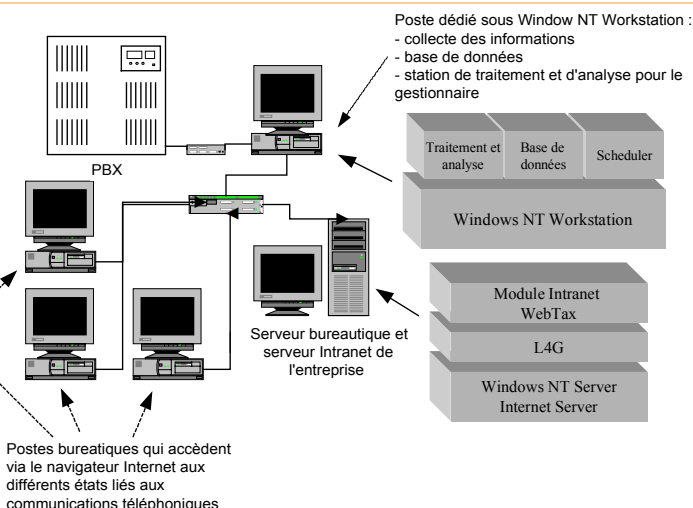 Poste dédié sous Window NT Workstation :
- collecte des informations
- base de données
- station de traitement et d'analyse pour le
gestionnaire
PBX
Traitement et
analyse
Base de
données
Scheduler
Windows NT Workstation
Serveur bureautique et
serveur Intranet de
l'entreprise
Module Intranet
WebTax
L4G
Windows NT Server
Internet Server
Postes bureatiques qui accèdent
via le navigateur Internet aux
différents états liés aux
communications téléphoniques